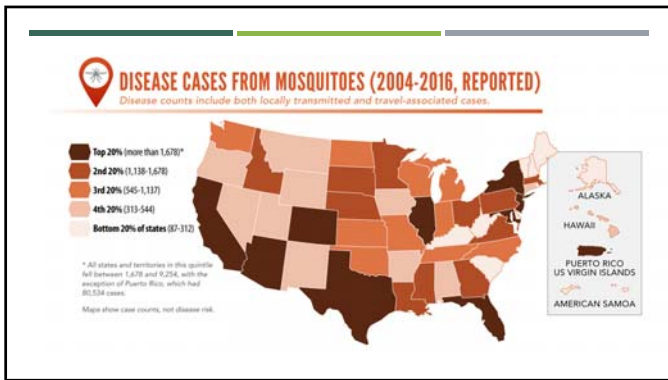 DISEASE CASES FROM MOSQUITOES (2004-2016, REPORTED)
Disease counts include both locally transmitted and travel-associated cases.
Top 20% (more than 1,678)*
2nd 20% (1,138-1,678)
3rd 20% (545-1,137)
4th 20% (313-544)
Bottom 20% of states (87-312)
* All states and territories in this quintile
fell between 1,678 and 9,254, with the
exception of Puerto Rico, which had
80,534 cases.
Maps show case counts, not disease risk.
ALASKA
HAWAII
PUERTO RICO
US VIRGIN ISLANDS
AMERICAN SAMOA